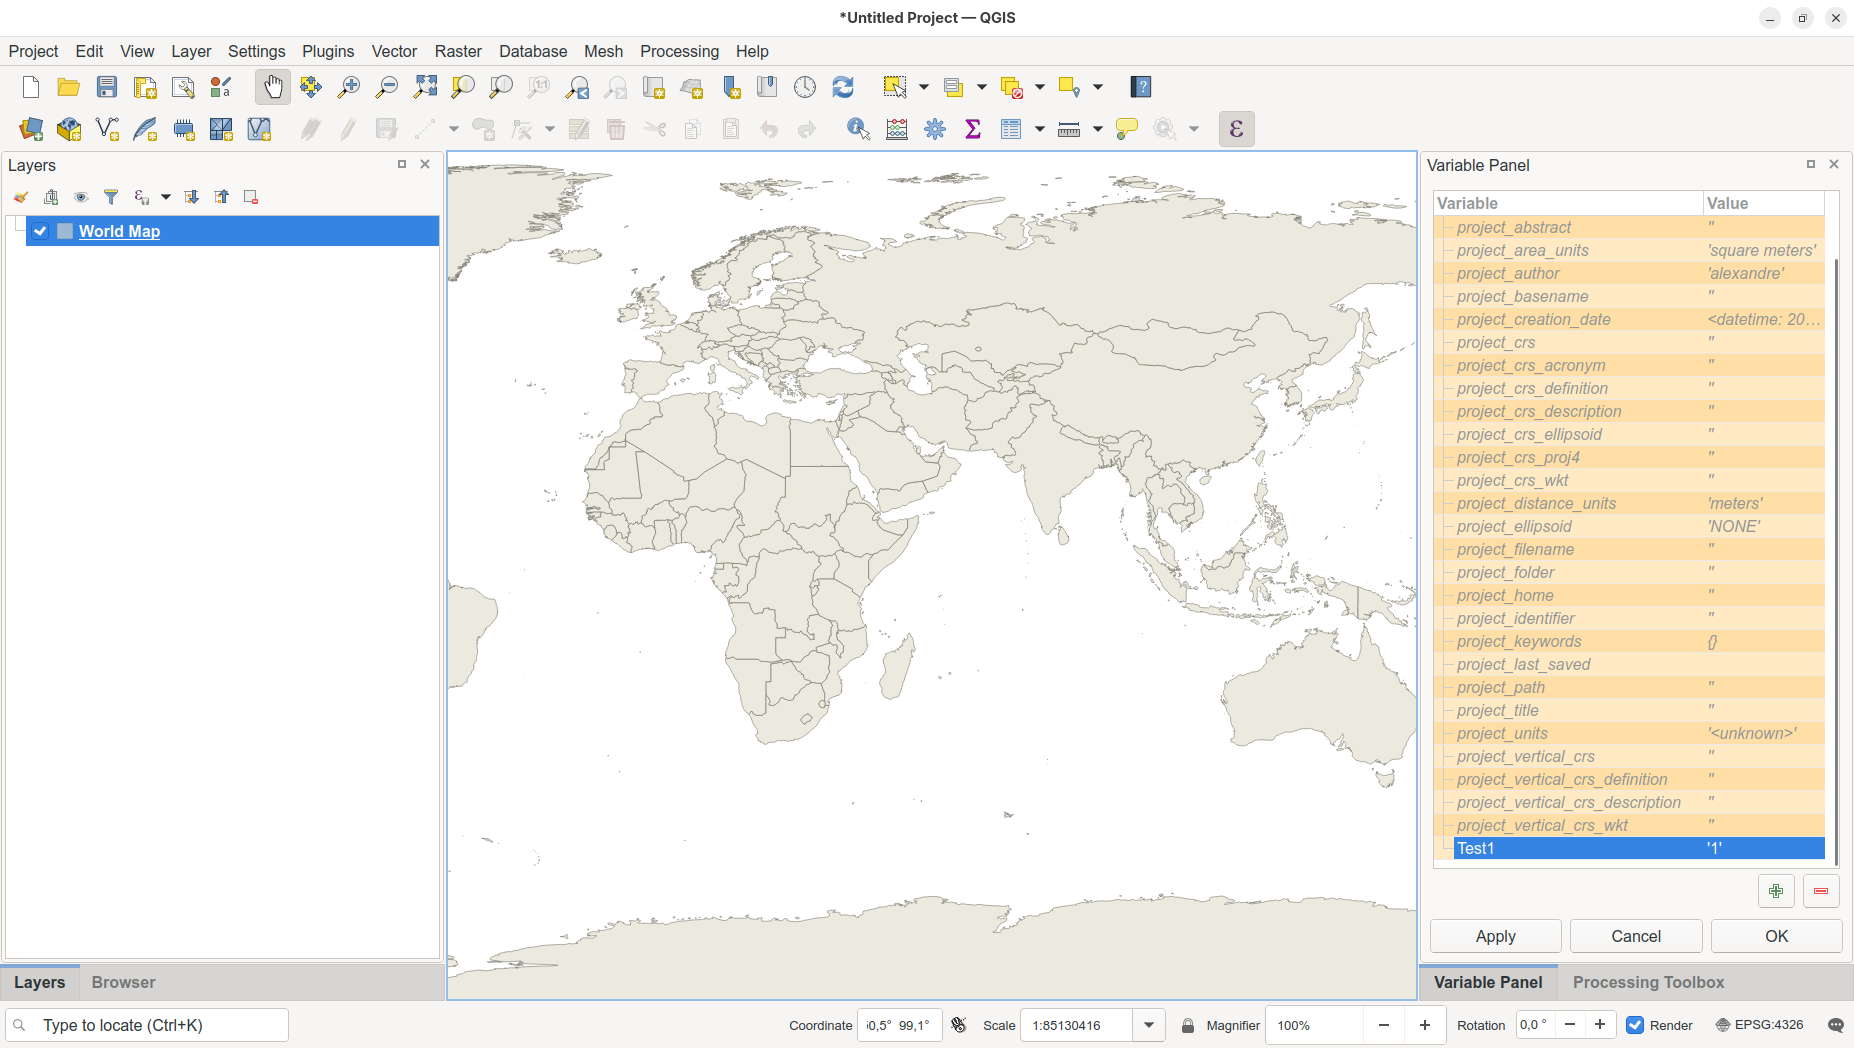 *Untitled Project — QGIS
Project Edit View Layer Settings Plugins Vector Raster Database Mesh Processing Help
Layers
World Map
Variable Panel
Variable Value
project_abstract ''
project_area_units 'square meters'
project_author 'alexandre'
project_basename ''
project_creation_date <datetime: 20…
project_crs ''
project_crs_acronym ''
project_crs_definition ''
project_crs_description ''
project_crs_ellipsoid ''
project_crs_proj4 ''
project_crs_wkt ''
project_distance_units 'meters'
project_ellipsoid 'NONE'
project_filename ''
project_folder ''
project_home ''
project_identifier ''
project_keywords {}
project_last_saved
project_path ''
project_title ''
project_units '<unknown>'
project_vertical_crs ''
project_vertical_crs_definition ''
project_vertical_crs_description ''
project_vertical_crs_wkt ''
Test1 '1'
Apply Cancel OK
Layers Browser
Variable Panel Processing Toolbox
Type to locate (Ctrl+K)
Coordinate 0,5° 99,1° Scale 1:85130416 Magnifier 100% Rotation 0,0 ° Render EPSG:4326